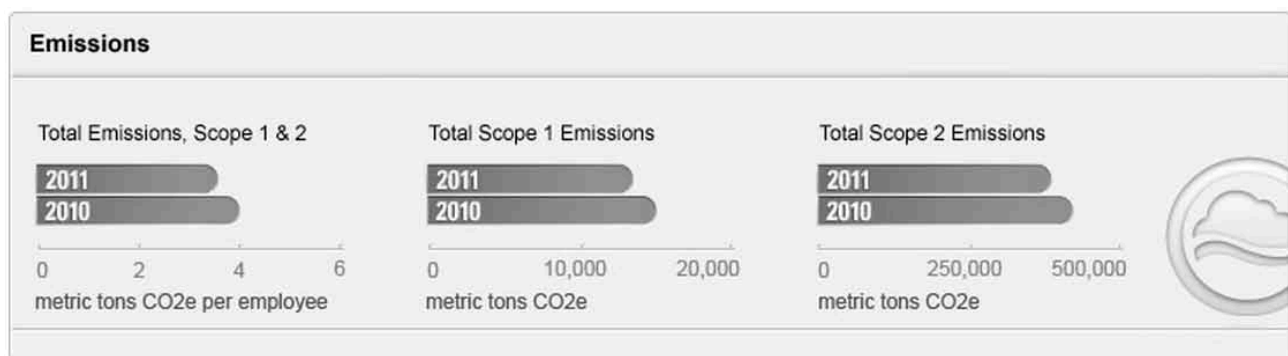 Emissions
Total Emissions, Scope 1 & 2
2011
2010
0 2 4 6
metric tons CO2e per employee
Total Scope 1 Emissions
2011
2010
0 10,000 20,000
metric tons CO2e
Total Scope 2 Emissions
2011
2010
0 250,000 500,000
metric tons CO2e